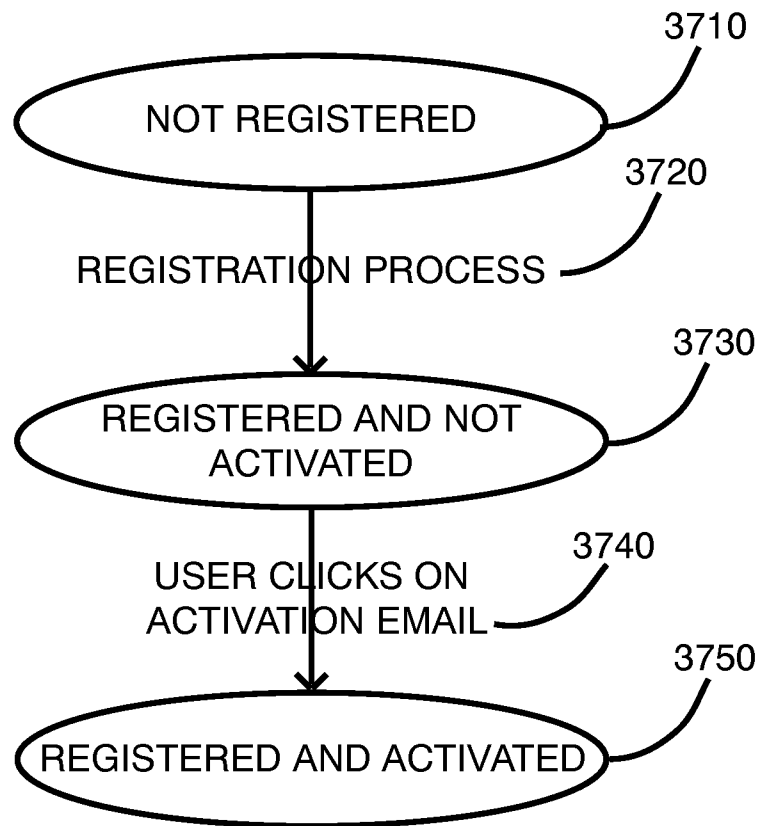 3710
NOT REGISTERED
3720
REGISTRATION PROCESS
3730
REGISTERED AND NOT
ACTIVATED
3740
USER CLICKS ON
ACTIVATION EMAIL
3750
REGISTERED AND ACTIVATED